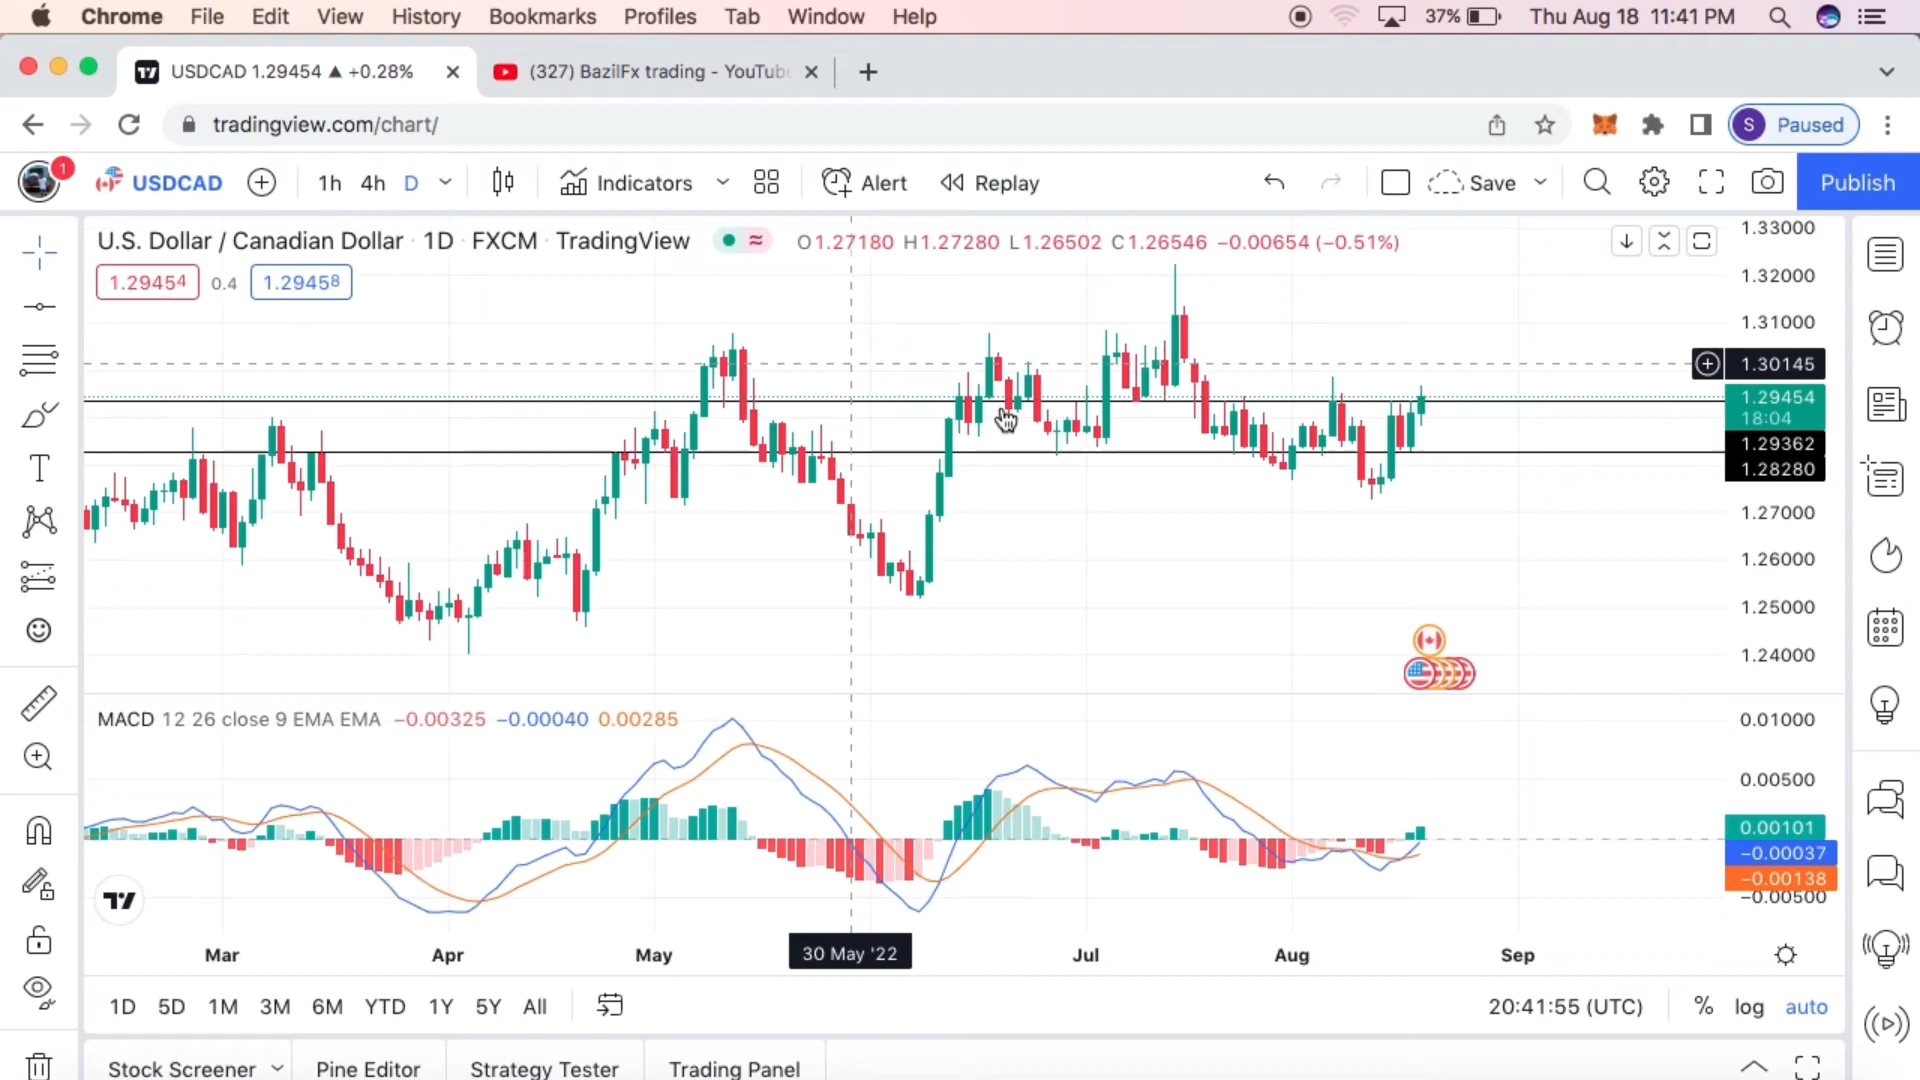 Chrome File Edit View History Bookmarks Profiles Tab Window Help 37% Thu Aug 18 11:41 PM
USDCAD 1.29454 ▲ +0.28% (327) BazilFx trading - YouTub
tradingview.com/chart/ S Paused
1 USDCAD 1h 4h D Indicators Alert Replay Save Publish
U.S. Dollar / Canadian Dollar · 1D · FXCM · TradingView O1.27180 H1.27280 L1.26502 C1.26546 −0.00654 (−0.51%)
1.29454 0.4 1.29458
1.33000
1.32000
1.31000
1.30145
1.29454
18:04
1.29362
1.28280
1.27000
1.26000
1.25000
1.24000
MACD 12 26 close 9 EMA EMA −0.00325 −0.00040 0.00285
0.01000
0.00500
0.00101
−0.00037
−0.00138
−0.00500
Mar Apr May 30 May '22 Jul Aug Sep
1D 5D 1M 3M 6M YTD 1Y 5Y All 20:41:55 (UTC) % log auto
Stock Screener Pine Editor Strategy Tester Trading Panel